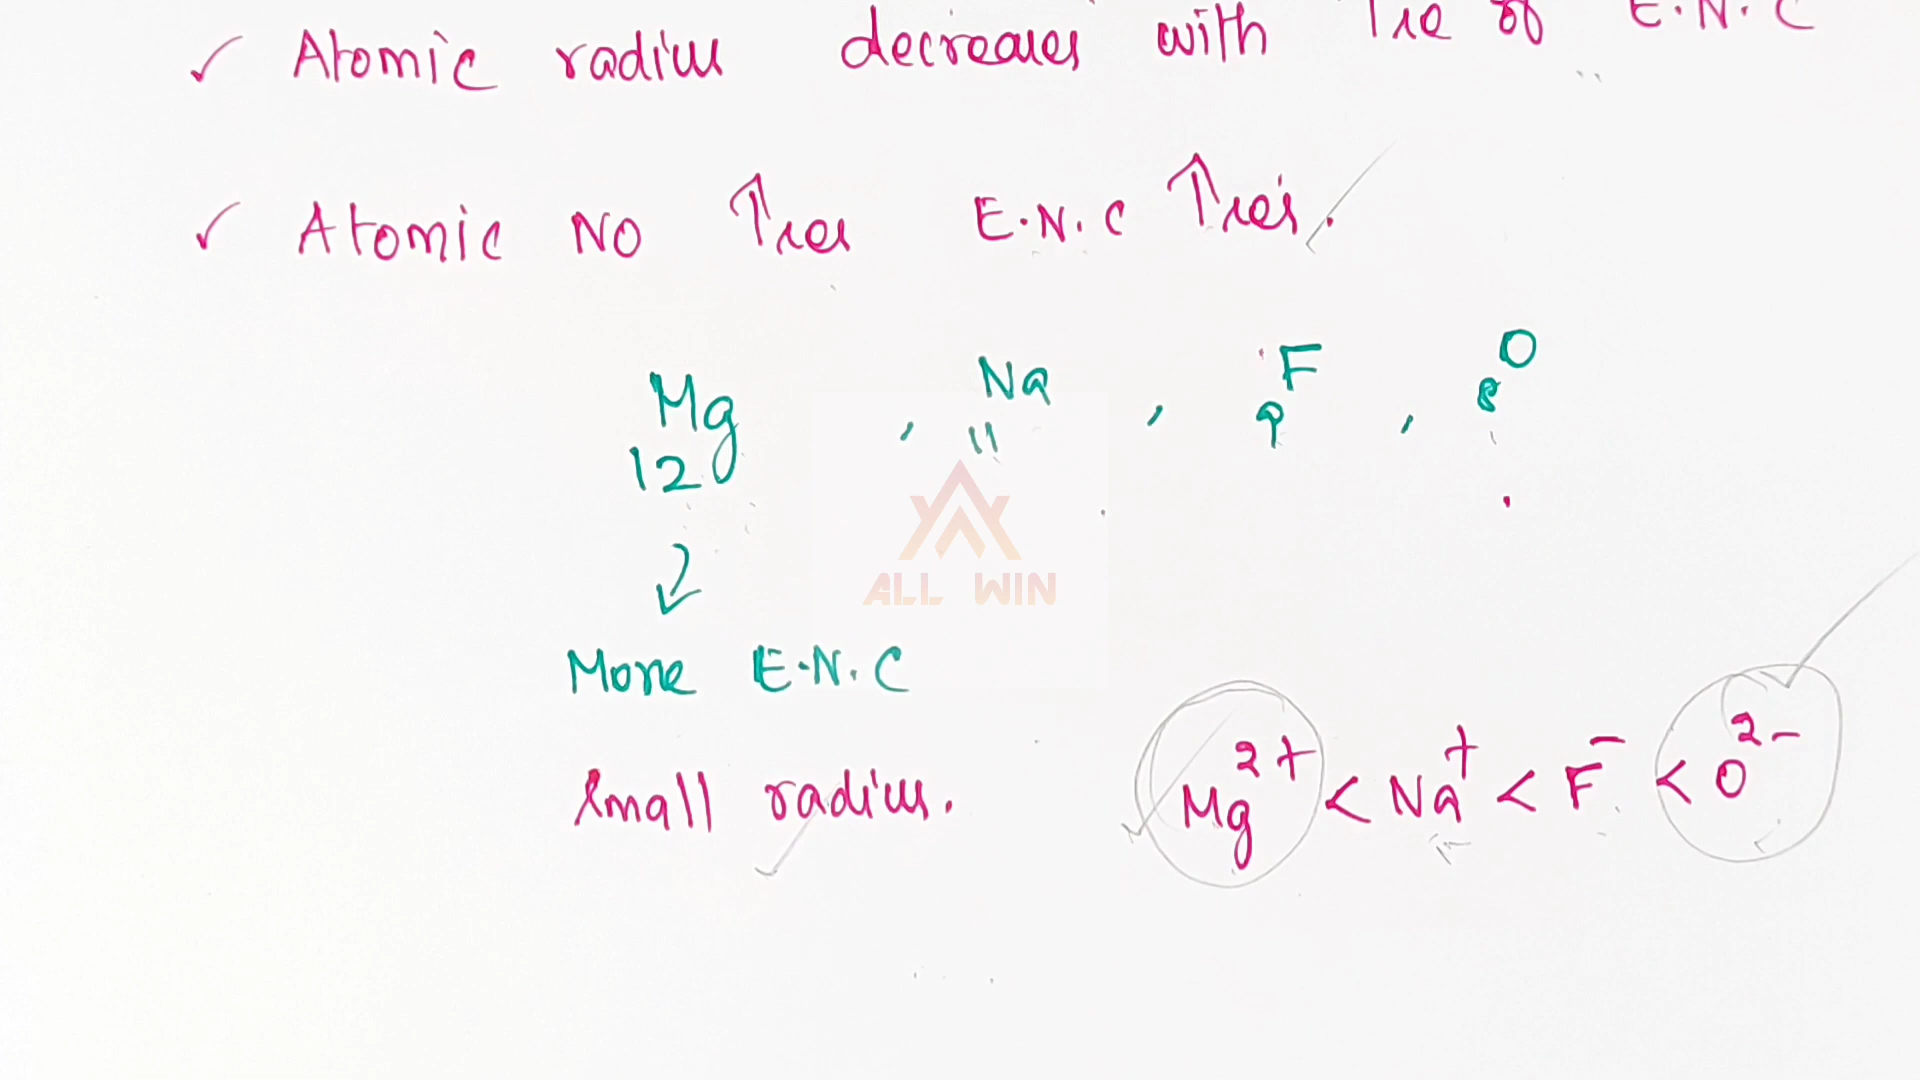 ✓ Atomic radius decreases with ↑se of E.N.C
✓ Atomic No ↑ses E.N.C ↑ses.
Mg , Na , F , O
12 11 9 8
More E.N.C
Small radius.
Mg²⁺ < Na⁺ < F⁻ < O²⁻
ALL WIN